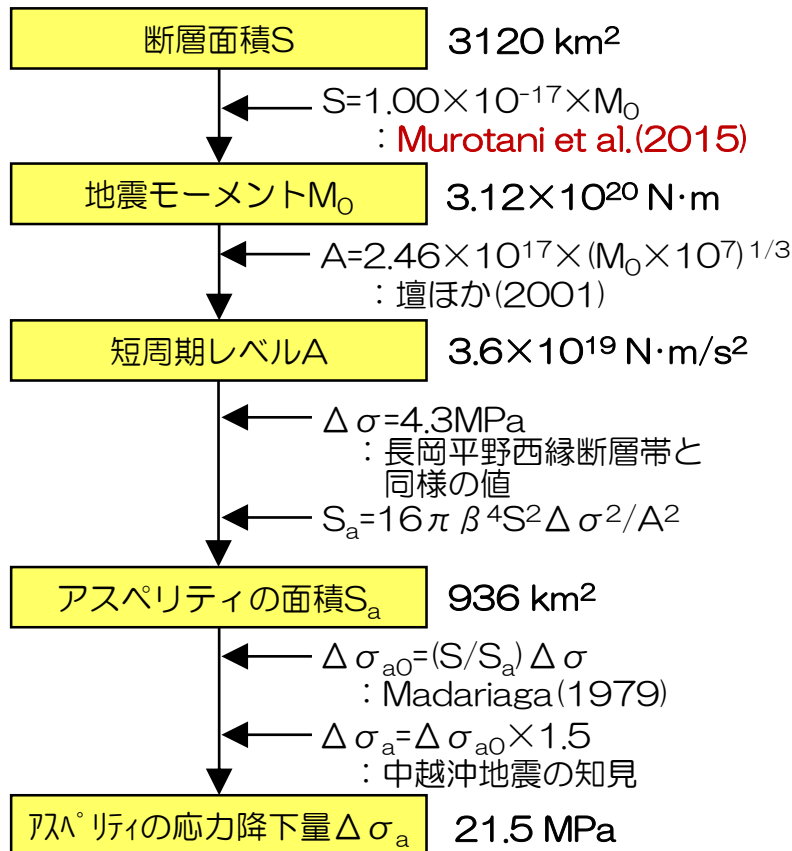 断層面積S 3120 km²
S=1.00×10⁻¹⁷×M₀
：Murotani et al.(2015)
地震モーメントM₀ 3.12×10²⁰ N·m
A=2.46×10¹⁷×(M₀×10⁷)¹ᐟ³
：壇ほか(2001)
短周期レベルA 3.6×10¹⁹ N·m/s²
Δσ=4.3MPa
：長岡平野西縁断層帯と
同様の値
Sₐ=16πβ⁴S²Δσ²/A²
アスペリティの面積Sₐ 936 km²
Δσₐ₀=(S/Sₐ)Δσ
：Madariaga(1979)
Δσₐ=Δσₐ₀×1.5
：中越沖地震の知見
ｱｽﾍﾟﾘﾃｨの応力降下量Δσₐ 21.5 MPa